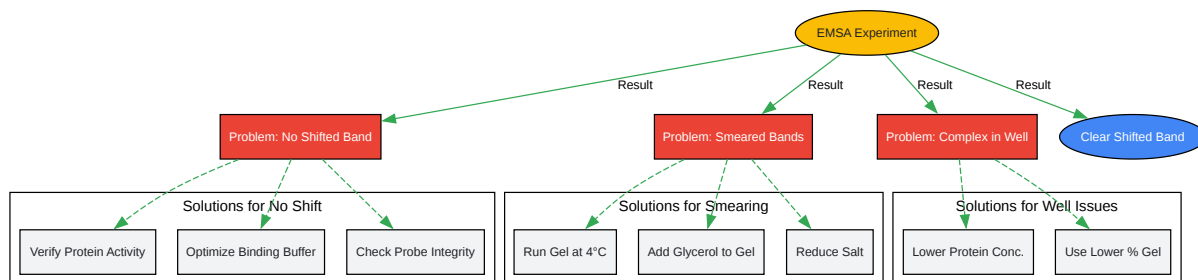 EMSA Experiment
Result
Result
Result
Result
Problem: No Shifted Band
Problem: Smeared Bands
Problem: Complex in Well
Clear Shifted Band
Solutions for No Shift
Solutions for Smearing
Solutions for Well Issues
Verify Protein Activity
Optimize Binding Buffer
Check Probe Integrity
Run Gel at 4°C
Add Glycerol to Gel
Reduce Salt
Lower Protein Conc.
Use Lower % Gel